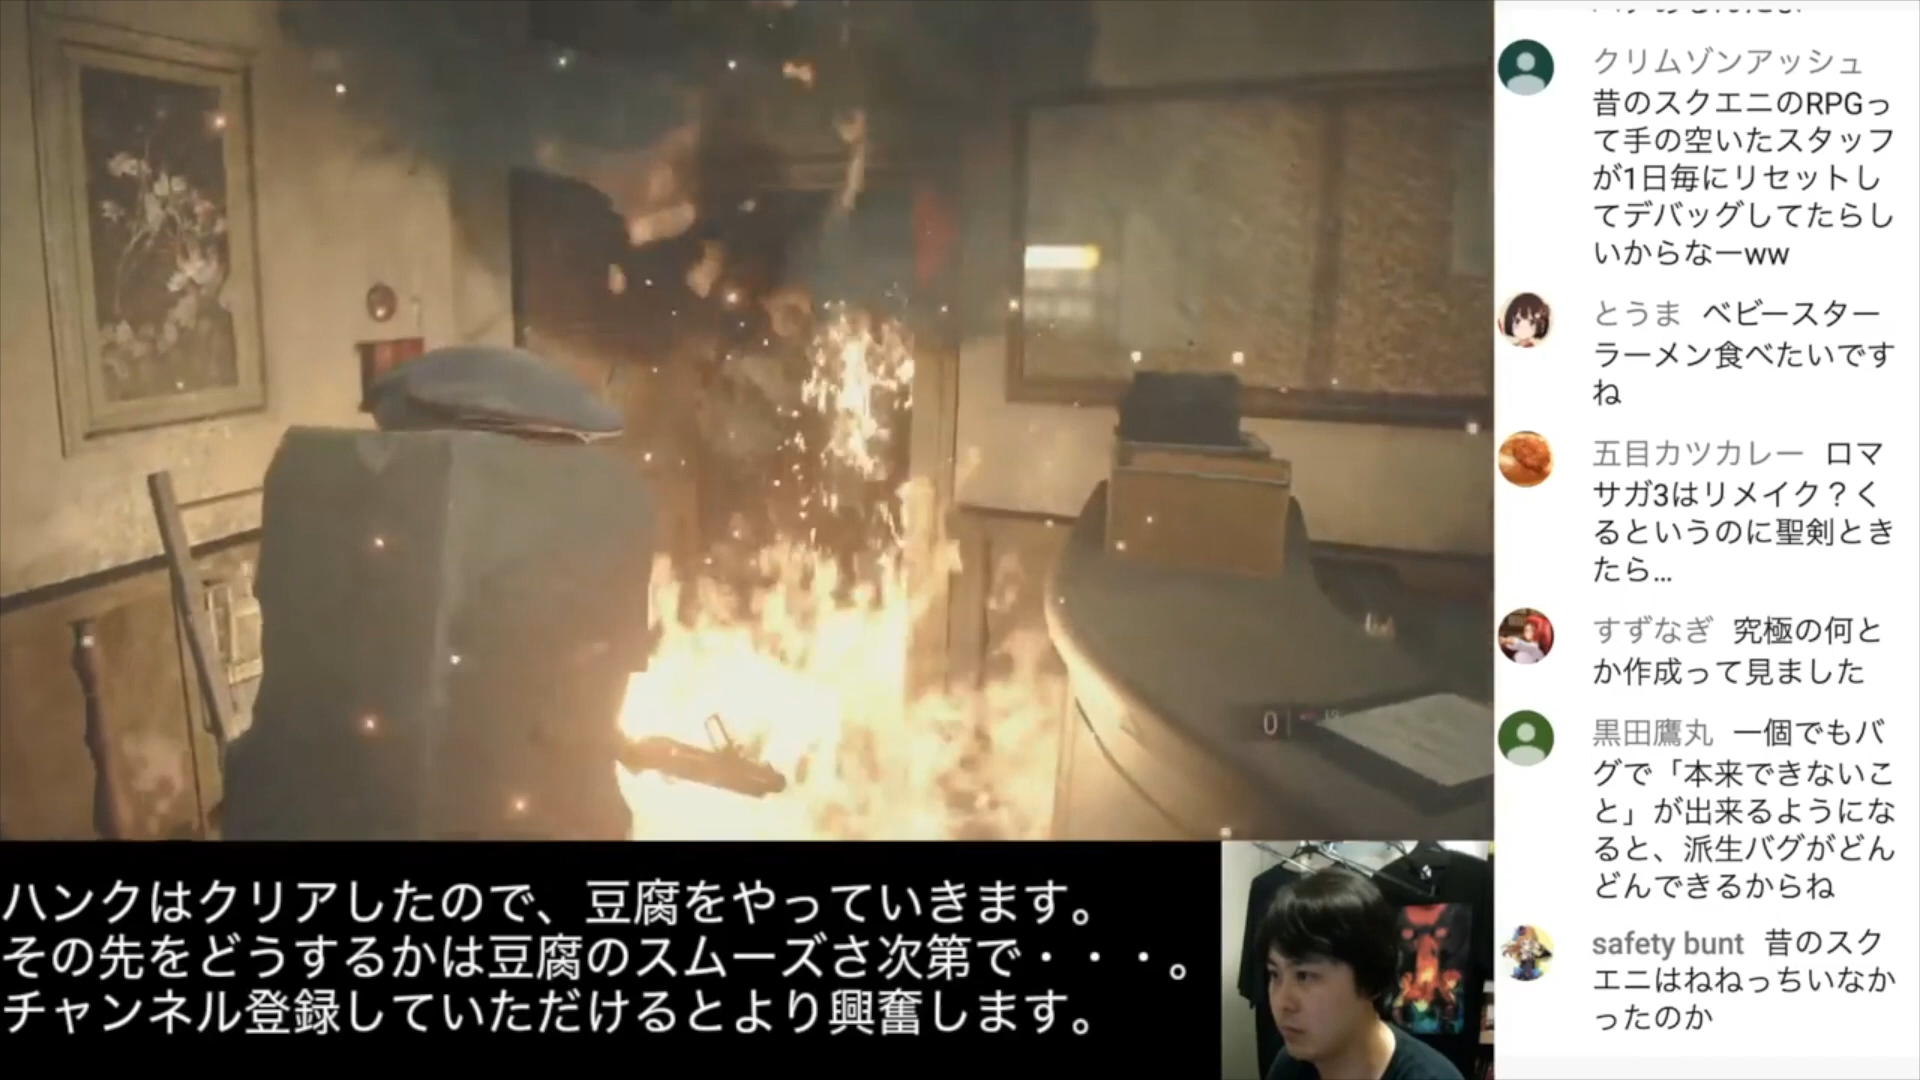 クリムゾンアッシュ
昔のスクエニのRPGっ
て手の空いたスタッフ
が1日毎にリセットし
てデバッグしてたらし
いからなーww
とうま ベビースター
ラーメン食べたいです
ね
五目カツカレー ロマ
サガ3はリメイク？く
るというのに聖剣とき
たら...
すずなぎ 究極の何と
か作成って見ました
黒田鷹丸 一個でもバ
グで「本来できないこ
と」が出来るようにな
ると、派生バグがどん
どんできるからね
safety bunt 昔のスク
エニはねねっちいなか
ったのか
0
ハンクはクリアしたので、豆腐をやっていきます。
その先をどうするかは豆腐のスムーズさ次第で・・・。
チャンネル登録していただけるとより興奮します。